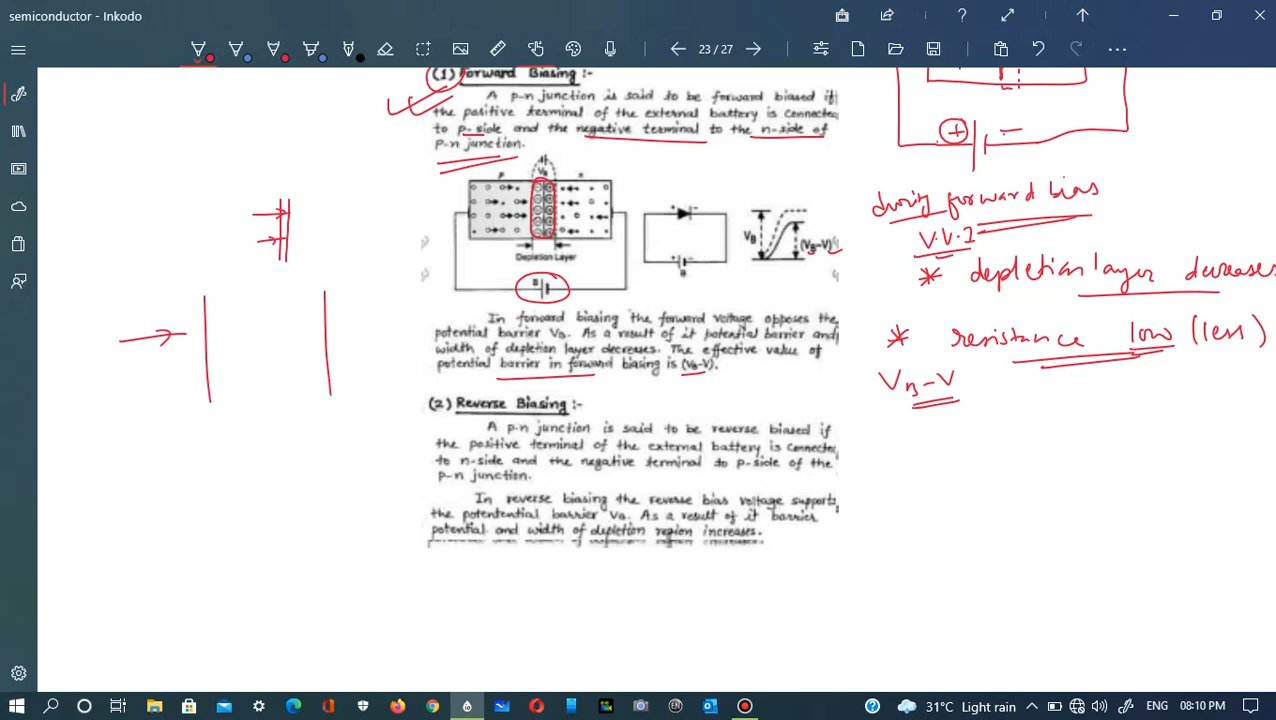 semiconductor - Inkodo
23 / 27
(1) Forward Biasing :-
A p-n junction is said to be forward biased if
the positive terminal of the external battery is connected
to p-side and the negative terminal to the n-side of
p-n junction.
VB
P
n
Depletion Layer
B
+ -
+ -
B
VB
(VB-V)
In forward biasing the forward voltage opposes the
potential barrier VB. As a result of it potential barrier and
width of depletion layer decreases. The effective value of
potential barrier in forward biasing is (VB-V).
(2) Reverse Biasing :-
A p-n junction is said to be reverse biased if
the positive terminal of the external battery is connected
to n-side and the negative terminal to p-side of the
p-n junction.
In reverse biasing the reverse bias voltage supports
the potentential barrier VB. As a result of it barrier
potential and width of depletion region increases.
+ -
during forward bias
V.V.I
* depletion layer decreases
* resistance low (less)
VB-V
31°C Light rain
ENG
08:10 PM